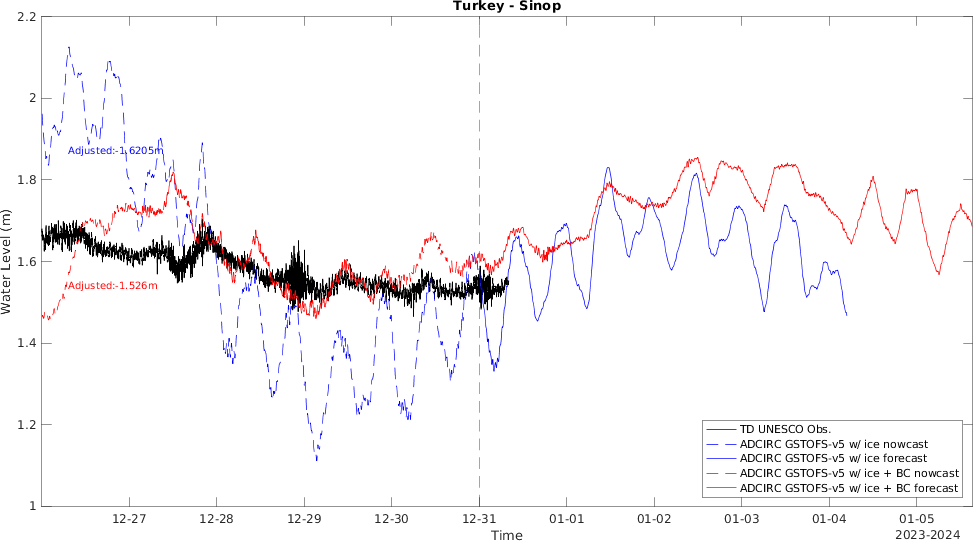 Turkey - Sinop
2.2
2
1.8
1.6
1.4
1.2
1
Water Level (m)
Adjusted:-1.6205m
Adjusted:-1.526m
TD UNESCO Obs.
ADCIRC GSTOFS-v5 w/ ice nowcast
ADCIRC GSTOFS-v5 w/ ice forecast
ADCIRC GSTOFS-v5 w/ ice + BC nowcast
ADCIRC GSTOFS-v5 w/ ice + BC forecast
12-27 12-28 12-29 12-30 12-31 01-01 01-02 01-03 01-04 01-05
Time
2023-2024